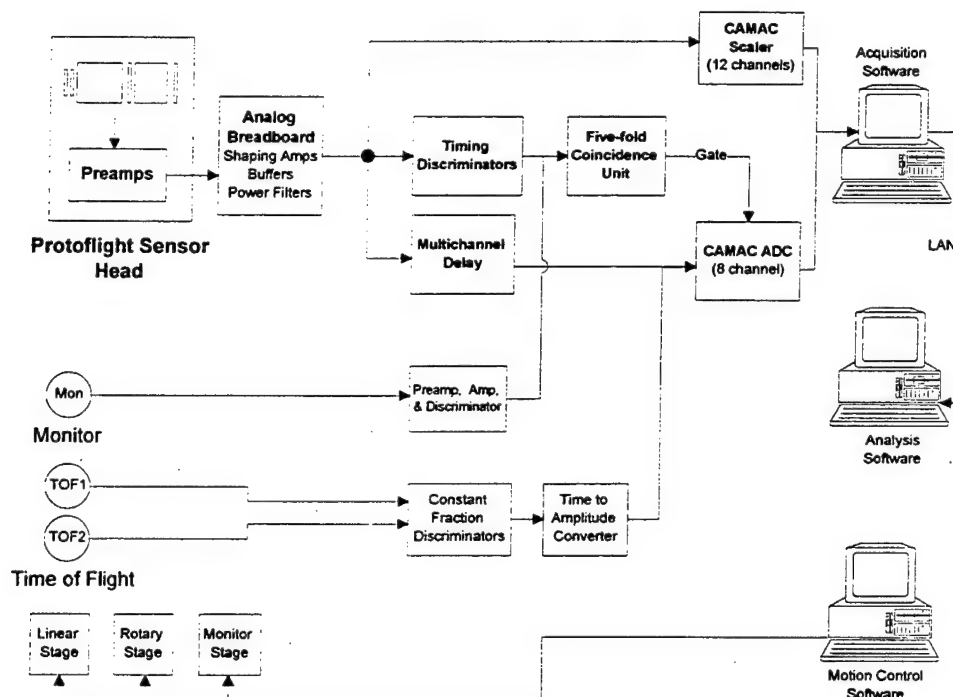 CAMAC
Scaler
(12 channels)
Acquisition
Software
Analog
Breadboard
Shaping Amps
Buffers
Power Filters
Timing
Discriminators
Five-fold
Coincidence
Unit
Gate
Preamps
Protoflight Sensor
Head
Multichannel
Delay
CAMAC ADC
(8 channel)
LAN
Mon
Monitor
Preamp, Amp,
& Discriminator
Analysis
Software
TOF1
TOF2
Time of Flight
Constant
Fraction
Discriminators
Time to
Amplitude
Converter
Linear
Stage
Rotary
Stage
Monitor
Stage
Motion Control
Software